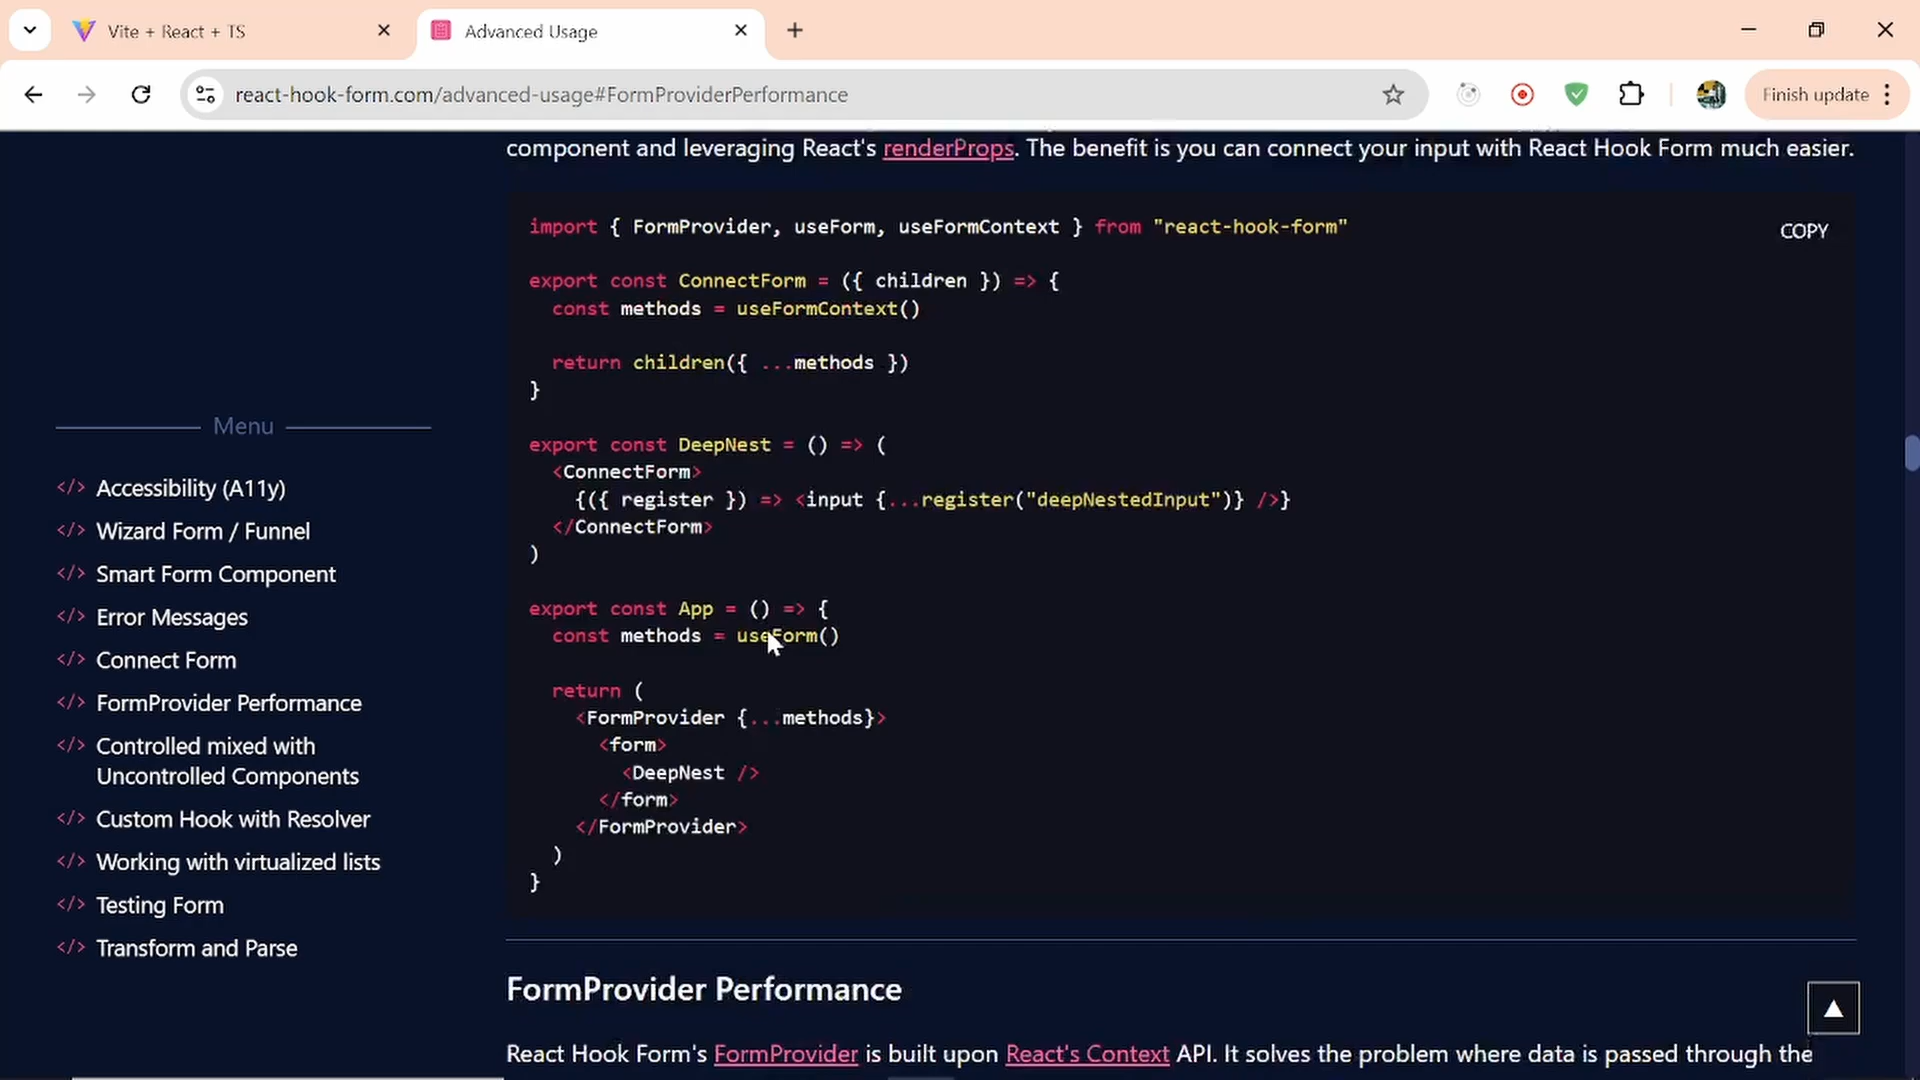 Vite + React + TS
Advanced Usage
react-hook-form.com/advanced-usage#FormProviderPerformance
Finish update
component and leveraging React's renderProps. The benefit is you can connect your input with React Hook Form much easier.
COPY
import { FormProvider, useForm, useFormContext } from "react-hook-form"
export const ConnectForm = ({ children }) => {
  const methods = useFormContext()
  return children({ ...methods })
}
export const DeepNest = () => (
  <ConnectForm>
    {({ register }) => <input {...register("deepNestedInput")} />}
  </ConnectForm>
)
export const App = () => {
  const methods = useForm()
  return (
    <FormProvider {...methods}>
      <form>
        <DeepNest />
      </form>
    </FormProvider>
  )
}
Menu
</> Accessibility (A11y)
</> Wizard Form / Funnel
</> Smart Form Component
</> Error Messages
</> Connect Form
</> FormProvider Performance
</> Controlled mixed with
Uncontrolled Components
</> Custom Hook with Resolver
</> Working with virtualized lists
</> Testing Form
</> Transform and Parse
FormProvider Performance
React Hook Form's FormProvider is built upon React's Context API. It solves the problem where data is passed through the